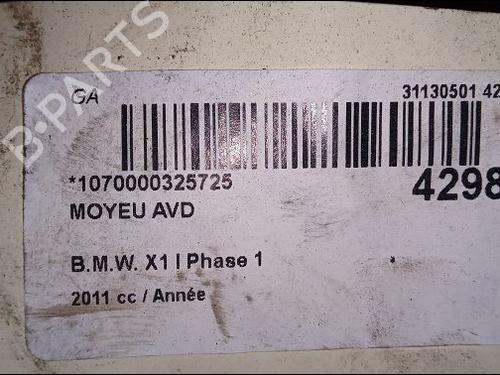 GA
31130501 42
*1070000325725
4298
MOYEU AVD
B.M.W. X1 I Phase 1
2011 cc / Année
B-PARTS